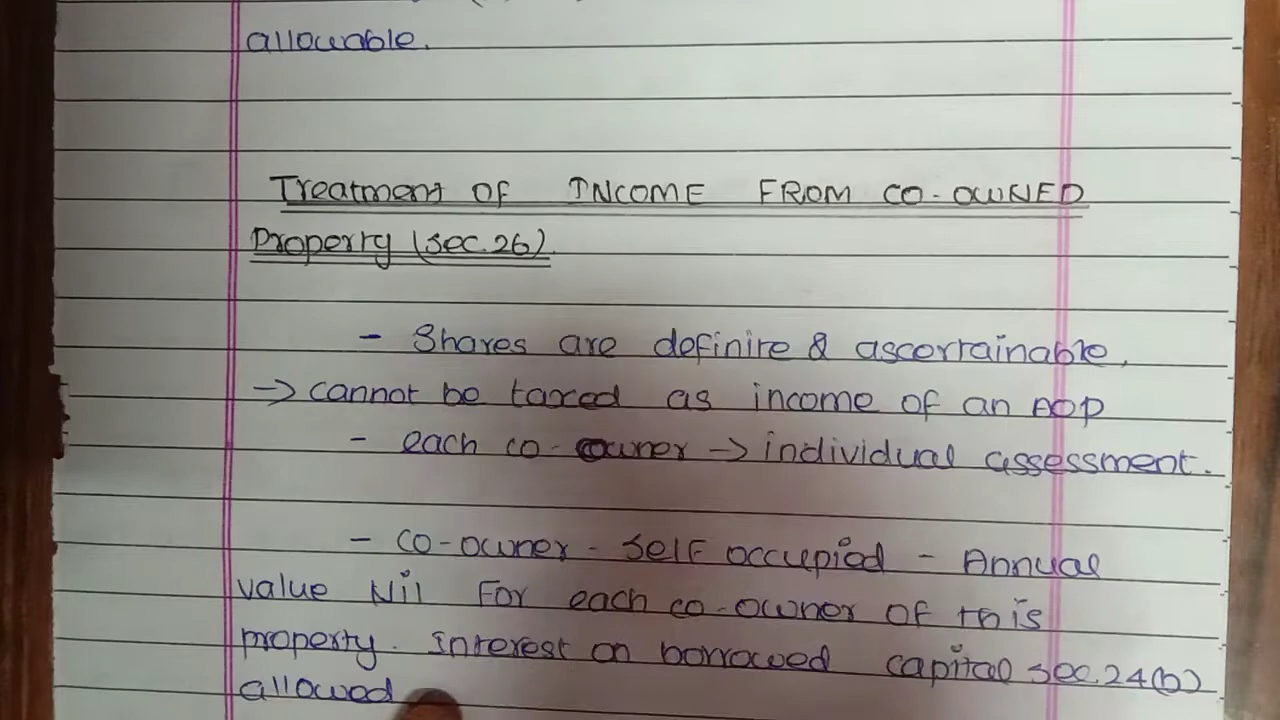 allowable.
Treatment OF INCOME FROM CO-OWNED
Property (sec.26)
- Shares are definite & ascertainable,
→ cannot be taxed as income of an AOP
- each co-owner → individual assessment.
- co-owner - self occupied - Annual
value Nil For each co-owner of this
property. Interest on borrowed capital sec.24(b)
allowed